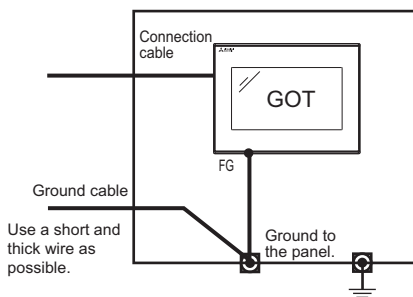 Connection
cable
GOT
FG
Ground cable
Use a short and
thick wire as
possible.
Ground to
the panel.